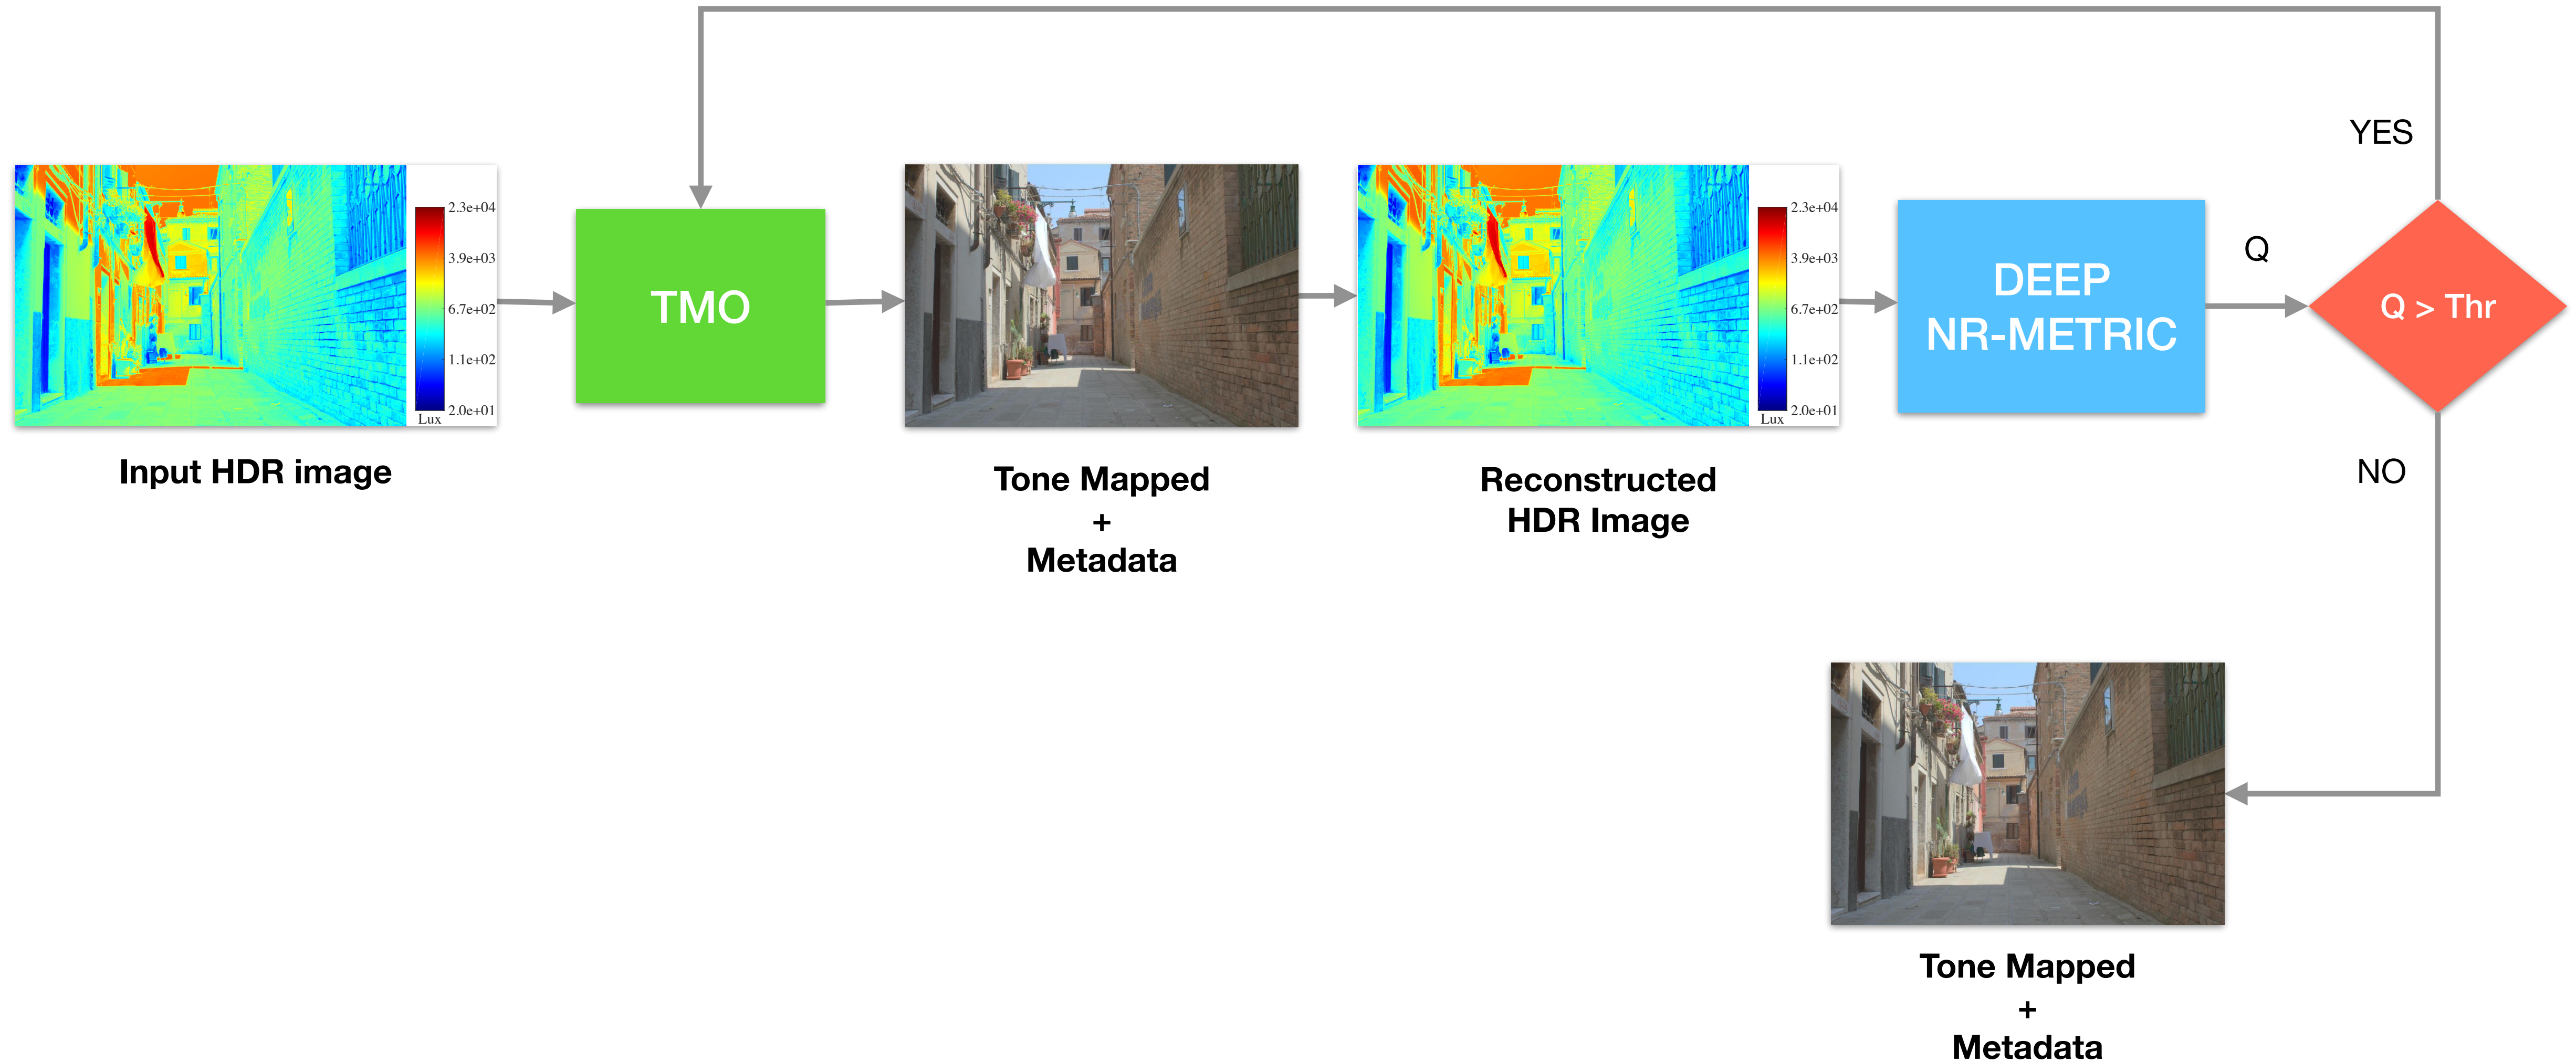 YES
2.3e+04
3.9e+03
6.7e+02
1.1e+02
2.0e+01
Lux
Input HDR image
TMO
Tone Mapped
+
Metadata
2.3e+04
3.9e+03
6.7e+02
1.1e+02
2.0e+01
Lux
Reconstructed
HDR Image
DEEP
NR-METRIC
Q
Q > Thr
NO
Tone Mapped
+
Metadata